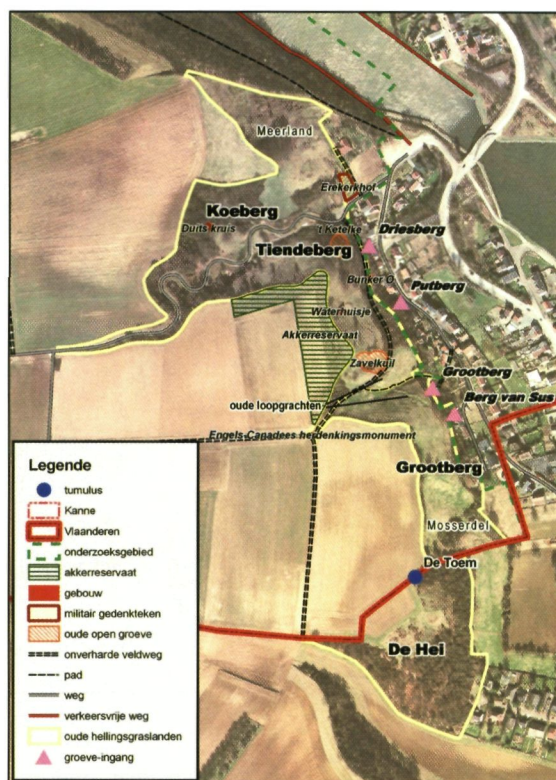 Meerland
Erekerkhof
Koeberg
Duits kruis
't Ketelke
Driesberg
Tiendeberg
Bunker O
Putberg
Waterhuisje
Akkerreservaat
Zavelkuil
Grootberg
oude loopgrachten
Berg van Sus
Engels-Canadees herdenkingsmonument
Grootberg
Mosserdel
De Toem
De Hei
Legende
tumulus
Kanne
Vlaanderen
onderzoeksgebied
akkerreservaat
gebouw
militair gedenkteken
oude open groeve
onverharde veldweg
pad
weg
verkeersvrije weg
oude hellingsgraslanden
groeve-ingang